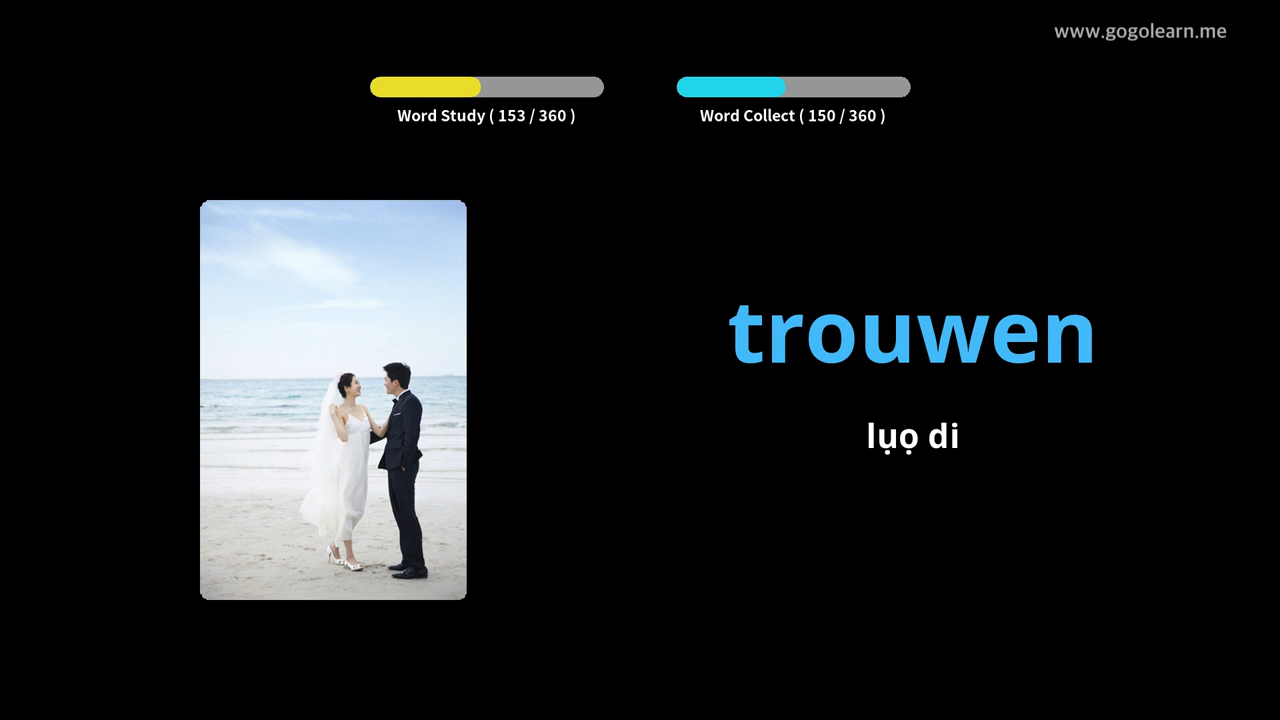 www.gogolearn.me
Word Study ( 153 / 360 )
Word Collect ( 150 / 360 )
trouwen
lụọ di